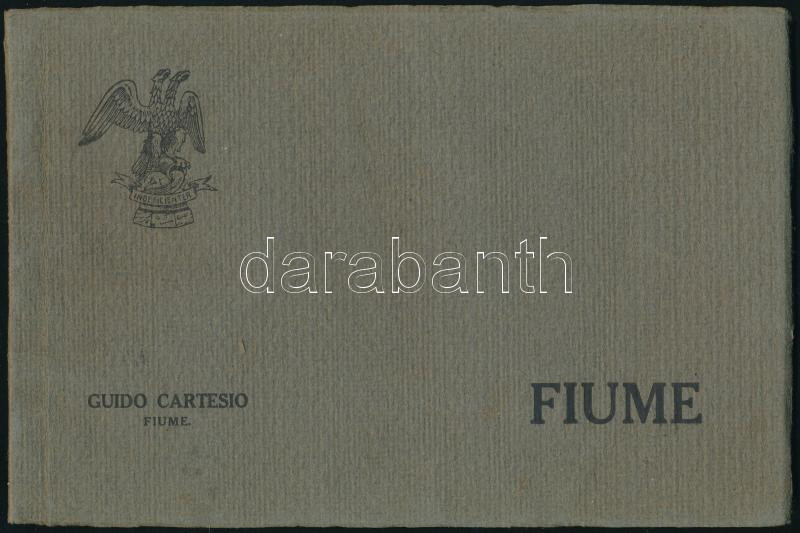 INDEFICIENTER
darabanth
GUIDO CARTESIO
FIUME.
FIUME